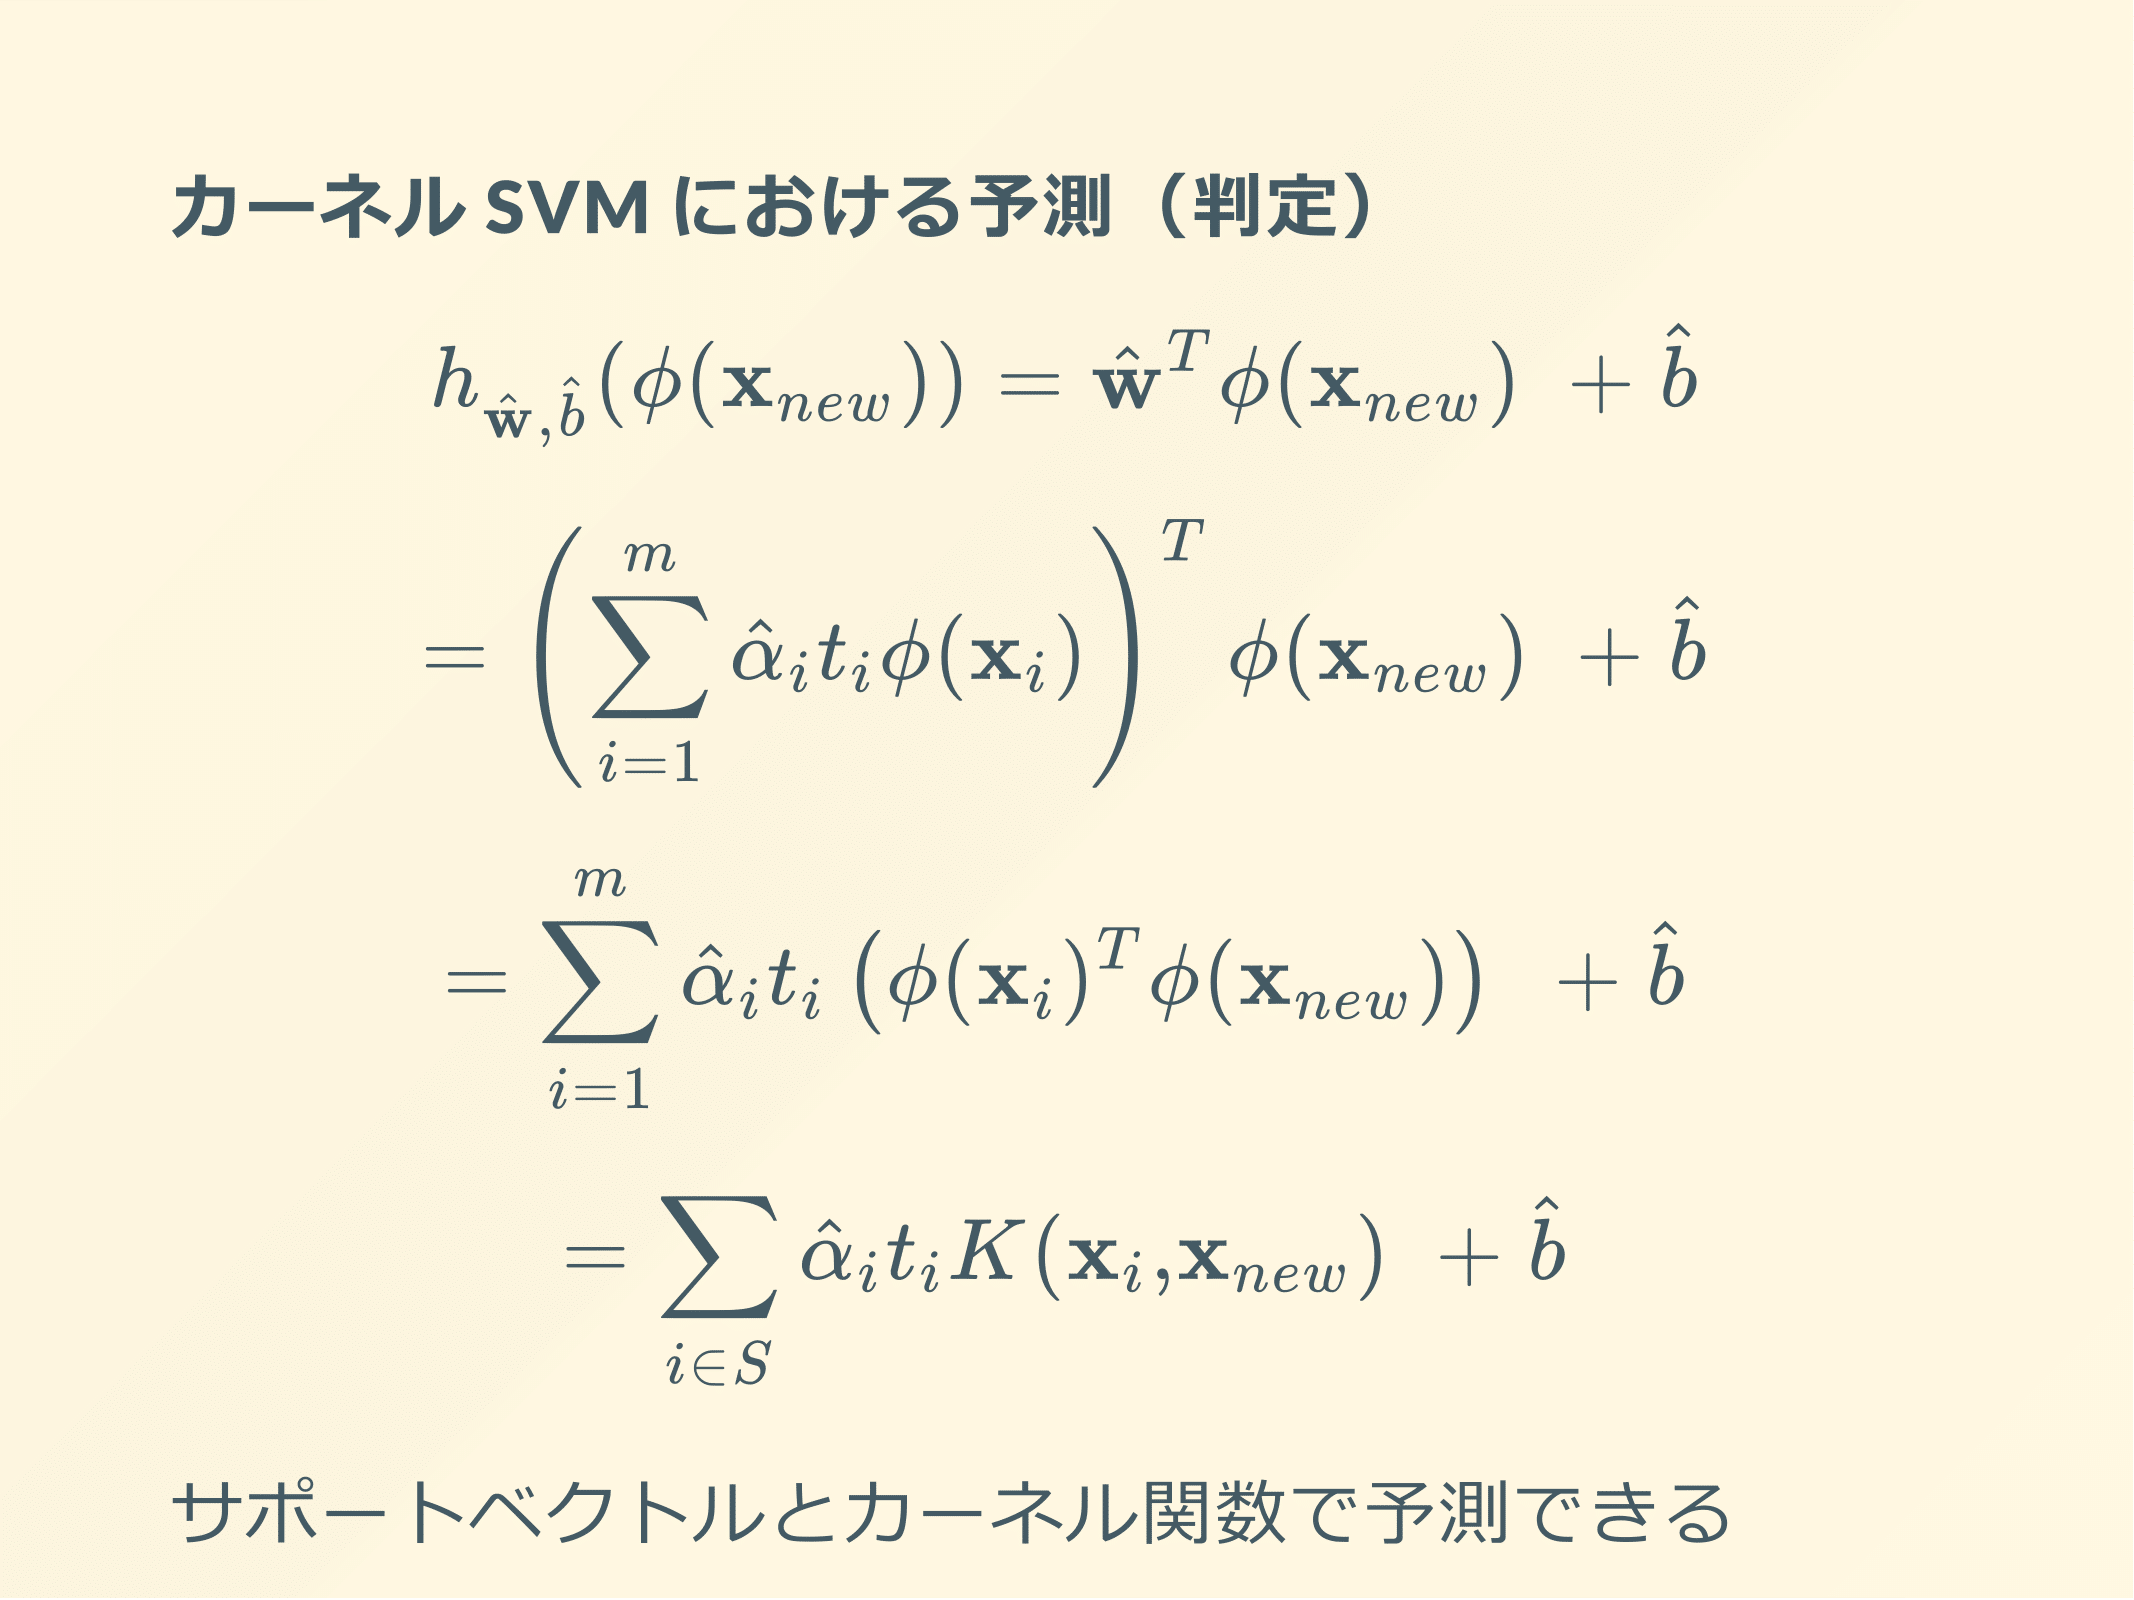 カーネル SVM における予測（判定）
$h_{\hat{\mathbf{w}},\hat{b}}(\phi(\mathbf{x}_{new})) = \hat{\mathbf{w}}^T \phi(\mathbf{x}_{new}) + \hat{b}$
$= \left( \sum_{i=1}^{m} \hat{\alpha}_i t_i \phi(\mathbf{x}_i) \right)^T \phi(\mathbf{x}_{new}) + \hat{b}$
$= \sum_{i=1}^{m} \hat{\alpha}_i t_i \left( \phi(\mathbf{x}_i)^T \phi(\mathbf{x}_{new}) \right) + \hat{b}$
$= \sum_{i \in S} \hat{\alpha}_i t_i K(\mathbf{x}_i, \mathbf{x}_{new}) + \hat{b}$
サポートベクトルとカーネル関数で予測できる